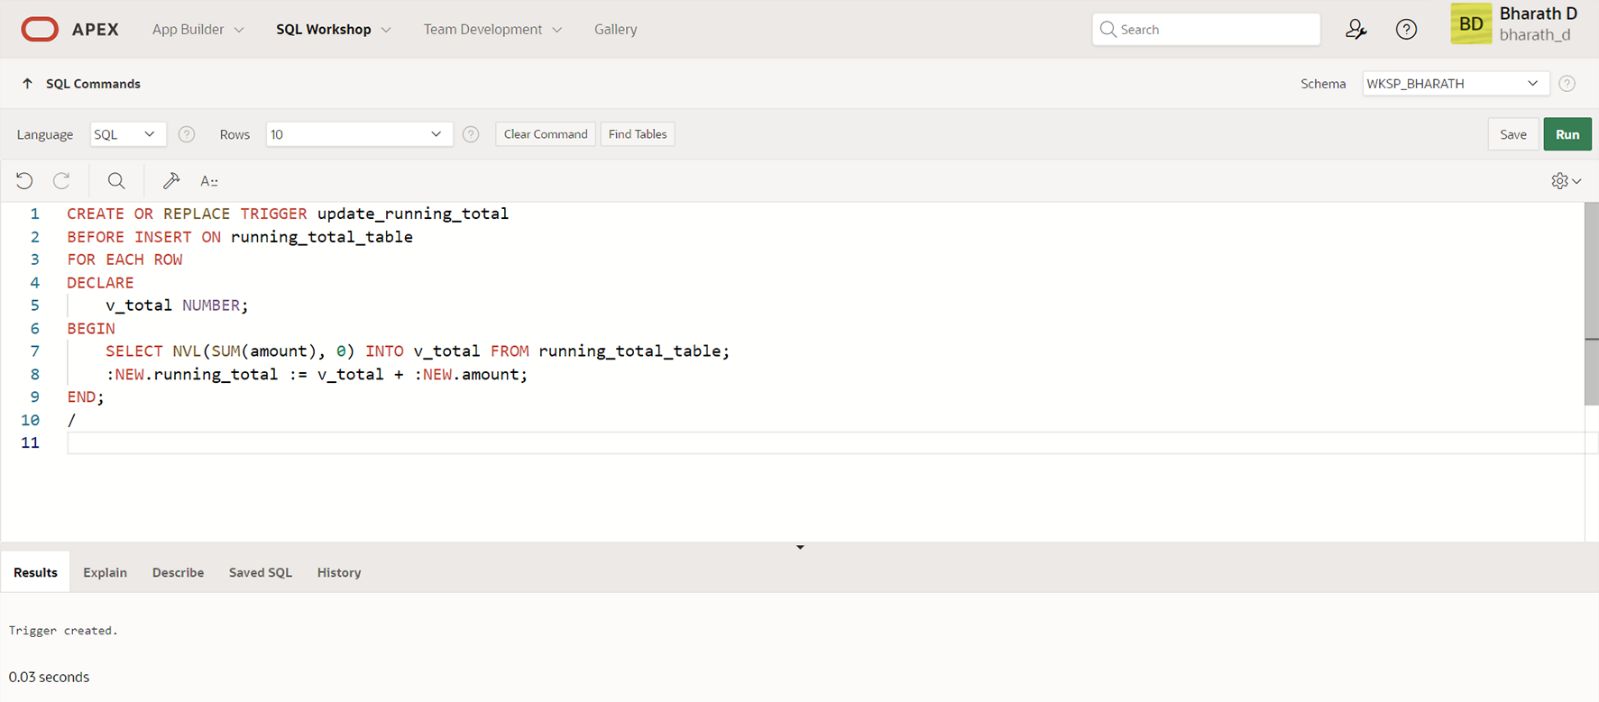 APEX App Builder SQL Workshop Team Development Gallery Search ? BD Bharath D
bharath_d
↑ SQL Commands Schema WKSP_BHARATH ?
Language SQL ? Rows 10 ? Clear Command Find Tables Save Run
A::
1 CREATE OR REPLACE TRIGGER update_running_total
2 BEFORE INSERT ON running_total_table
3 FOR EACH ROW
4 DECLARE
5 v_total NUMBER;
6 BEGIN
7 SELECT NVL(SUM(amount), 0) INTO v_total FROM running_total_table;
8 :NEW.running_total := v_total + :NEW.amount;
9 END;
10 /
11
Results Explain Describe Saved SQL History
Trigger created.
0.03 seconds